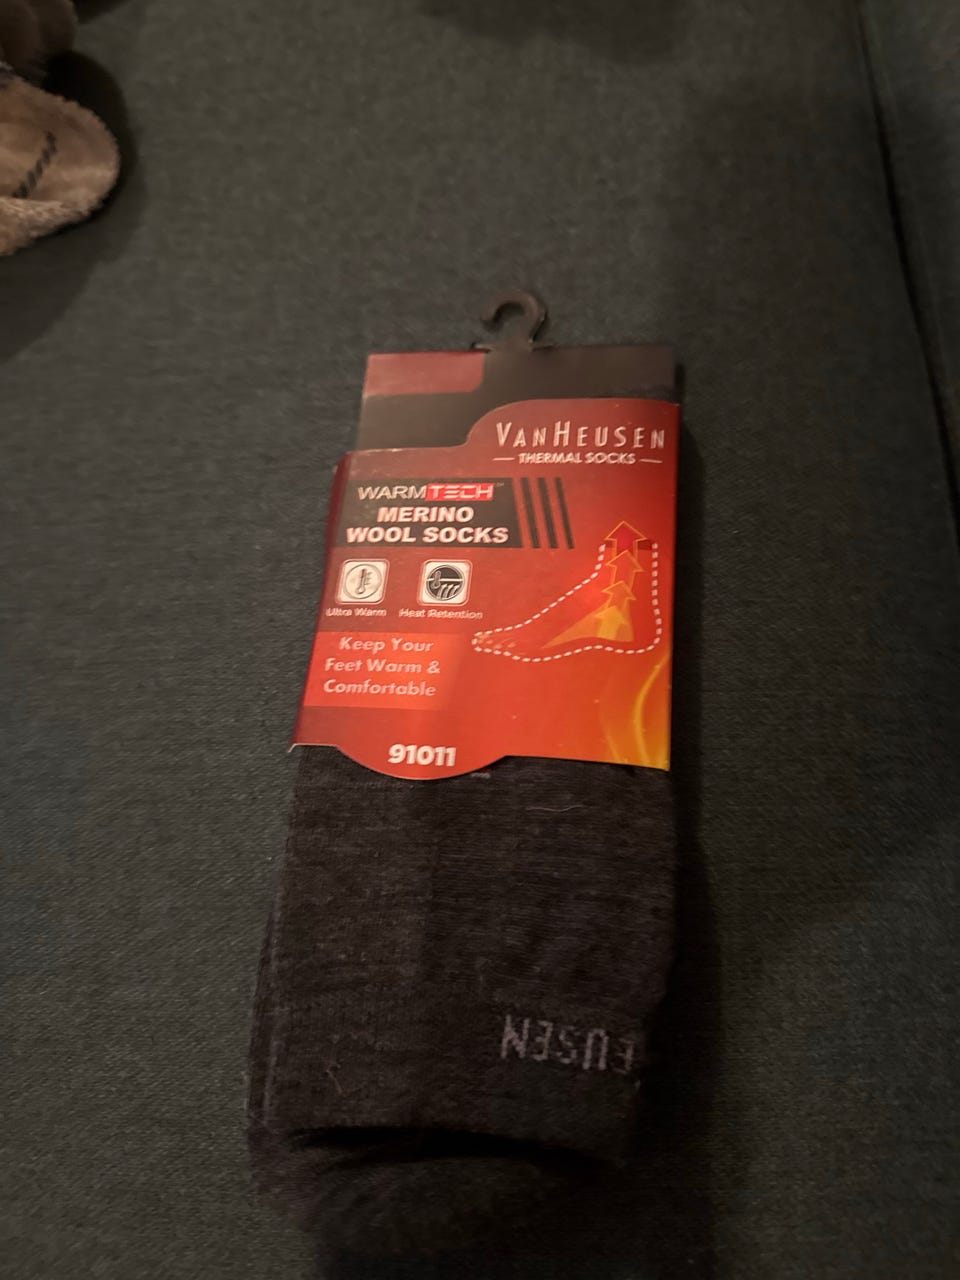 VANHEUSEN
THERMAL SOCKS
WARMTECH™
MERINO
WOOL SOCKS
Ultra Warm
Heat Retention
Keep Your
Feet Warm &
Comfortable
91011
EUSEN